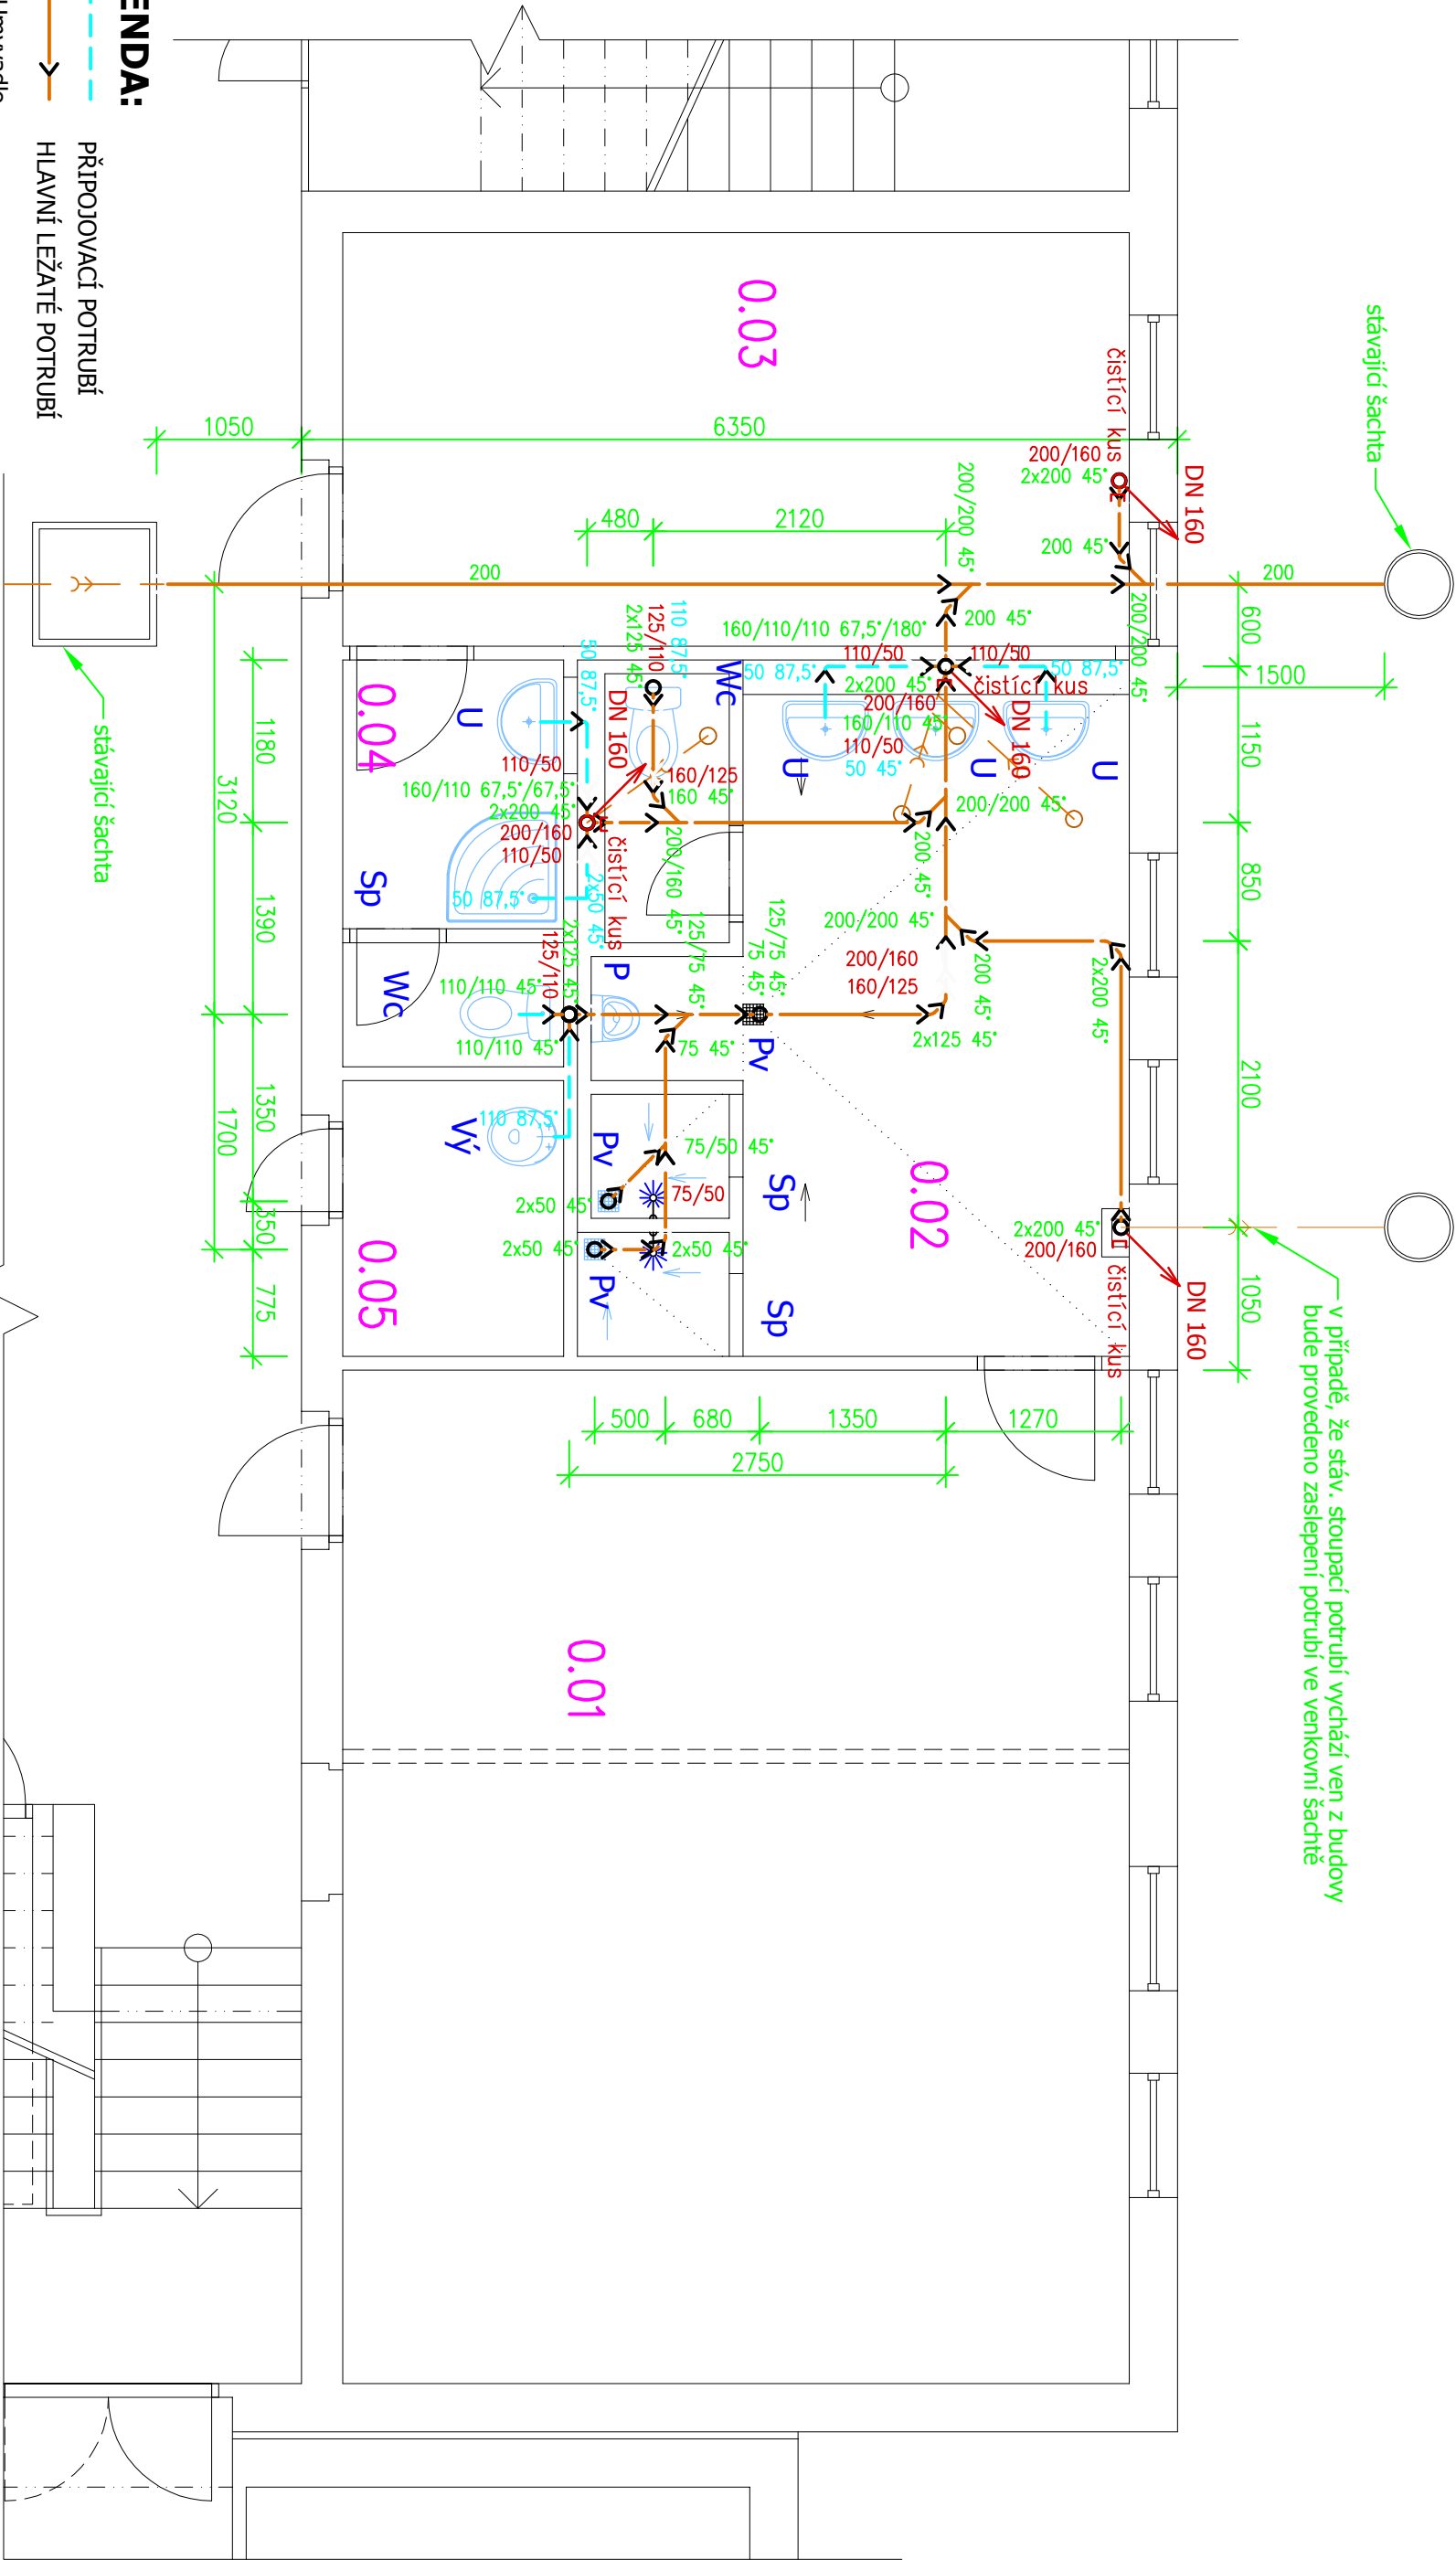 ENDA:
PŘIPOJOVACÍ POTRUBÍ
HLAVNÍ LEŽATÉ POTRUBÍ
stávající šachta
stávající šachta
v případě, že stáv. stoupací potrubí vychází ven z budovy
bude provedeno zaslepení potrubí ve venkovní šachtě
0.03
0.04
0.02
0.05
0.01
1050
6350
480
2120
200
200
600
1500
1150
850
2100
1050
1180
3120
1390
1350
1700
350
775
500
680
1350
1270
2750
čistící kus
200/160
2x200 45°
DN 160
200 45°
200/200 45°
200/200 45°
200 45°
160/110/110 67,5°/180°
110/50
110/50
50 87,5°
50 87,5°
2x200 45°
čistící kus
200/160
DN 160
160/110 45°
110/50
50 45°
U
U
U
200/200 45°
200 45°
110 87,5°
125/110
2x125 45°
50 87,5°
Wc
DN 160
160/125
160 45°
200/160 45°
U
110/50
160/110 67,5°/67,5°
2x200 45°
200/160
110/50
čistící kus
50 87,5°
2x50 45°
Sp
200/200 45°
200 45°
2x200 45°
200/160
160/125
2x125 45°
125/75 45°
75 45°
125/75 45°
75 45°
Pv
P
2x125 45°
125/110
110/110 45°
110/110 45°
Wc
110 87,5°
Vý
75/50 45°
75/50
Pv
Sp
2x50 45°
2x50 45°
2x50 45°
Pv
Sp
2x200 45°
200/160
čistící kus
DN 160